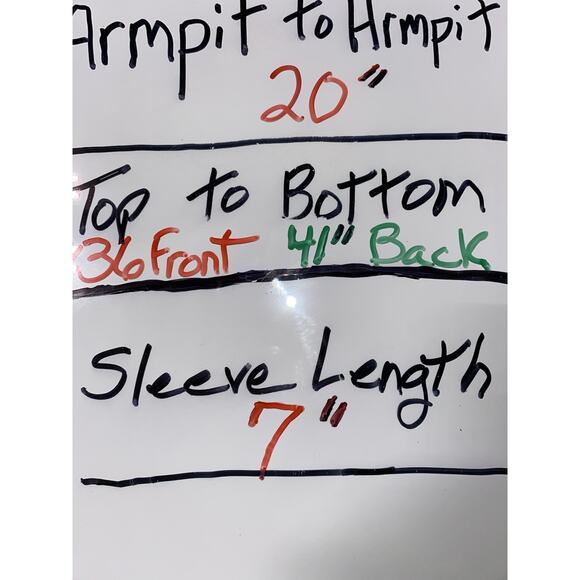 Armpit to Armpit
20"
Top to Bottom
36 Front 41" Back
Sleeve Length
7"